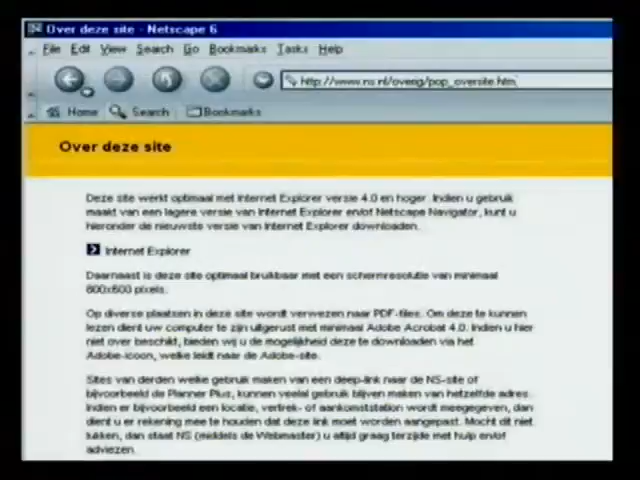 Over deze site - Netscape 6
File Edit View Search Go Bookmarks Tasks Help
http://www.ns.nl/overig/pop_oversite.htm
Home Search Bookmarks
Over deze site
Deze site werkt optimaal met Internet Explorer versie 4.0 en hoger. Indien u gebruik
maakt van een lagere versie van Internet Explorer en/of Netscape Navigator, kunt u
hieronder de nieuwste versie van Internet Explorer downloaden.
Internet Explorer
Daarnaast is deze site optimaal bruikbaar met een schermresolutie van minimaal
800x600 pixels.
Op diverse plaatsen in deze site wordt verwezen naar PDF-files. Om deze te kunnen
lezen dient uw computer te zijn uitgerust met minimaal Adobe Acrobat 4.0. Indien u hier
niet over beschikt, bieden wij u de mogelijkheid deze te downloaden via het
Adobe-icoon, welke leidt naar de Adobe-site.
Sites van derden welke gebruik maken van een deep-link naar de NS-site of
bijvoorbeeld de Planner Plus, kunnen veelal gebruik blijven maken van hetzelfde adres.
Indien er bijvoorbeeld een locatie, vertrek- of aankomststation wordt meegegeven, dan
dient u er rekening mee te houden dat deze link moet worden aangepast. Mocht dit niet
lukken, dan staat NS (middels de Webmaster) u altijd graag terzijde met hulp en/of
adviezen.